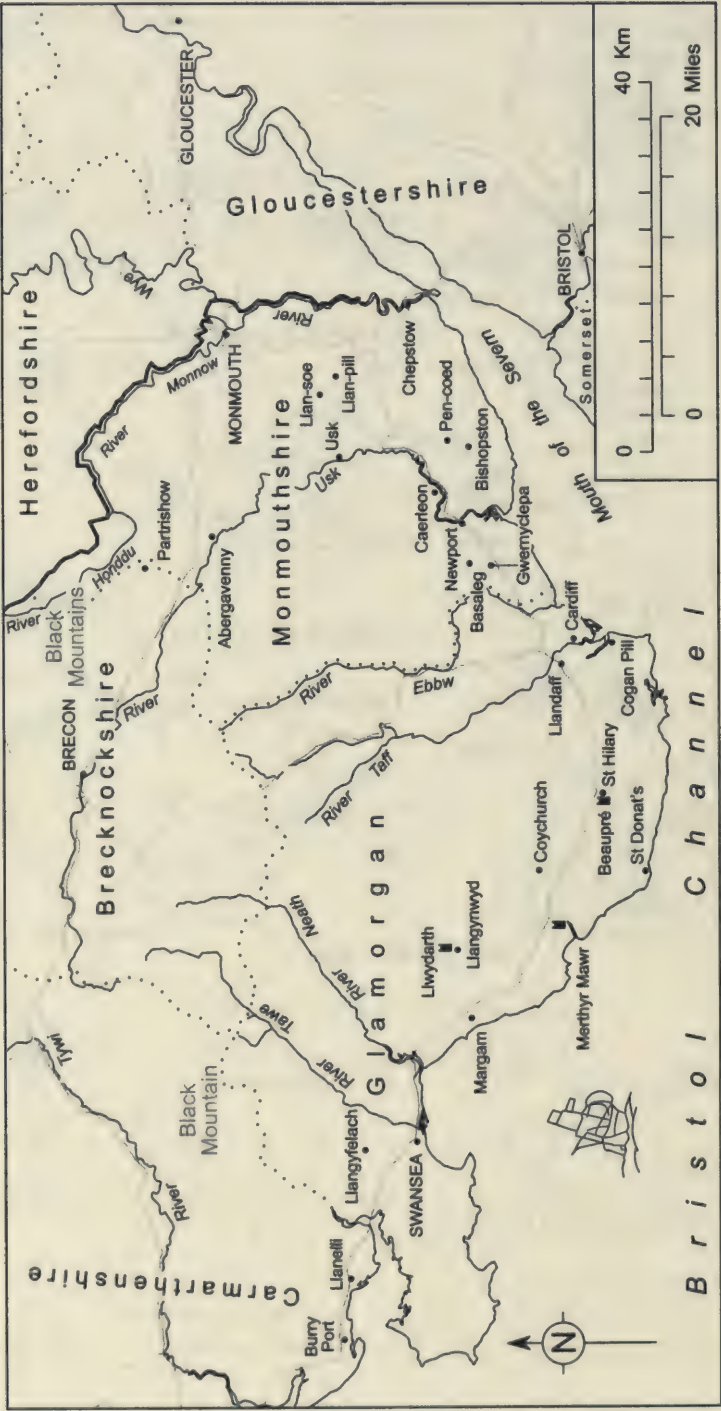 Herefordshire
GLOUCESTER
Gloucestershire
Wye
River
Monnow
River
MONMOUTH
Honddu
River
Black
Mountains
Partrishow
BRECON
River
Brecknockshire
Abergavenny
Monmouthshire
Usk
Usk
Llan-soe
Llan-pill
Chepstow
Pen-coed
Bishopston
Caerleon
Newport
Basaleg
Gwernyclepa
Mouth of the Severn
BRISTOL
Somerset
River
Ebbw
River
Taff
Cardiff
Llandaff
Cogan Pill
St Hilary
Beaupré
St Donat's
Coychurch
Glamorgan
Neath
River
Tawe
River
Llwydarth
Llangynwyd
Margam
Merthyr Mawr
Tywi
River
Black
Mountain
Carmarthenshire
Llangyfelach
SWANSEA
Llanelli
Burry
Port
Bristol Channel
N
0
40 Km
0
20 Miles